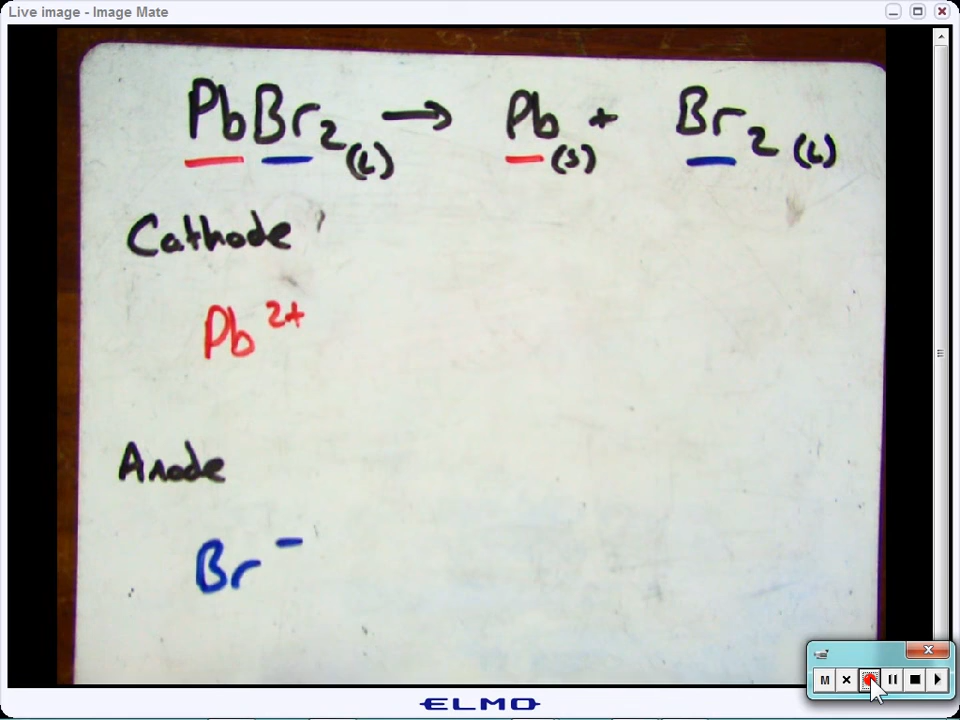 Live image - Image Mate
PbBr₂(l) → Pb(s) + Br₂(l)
Cathode
Pb²⁺
Anode
Br⁻
M
ELMO